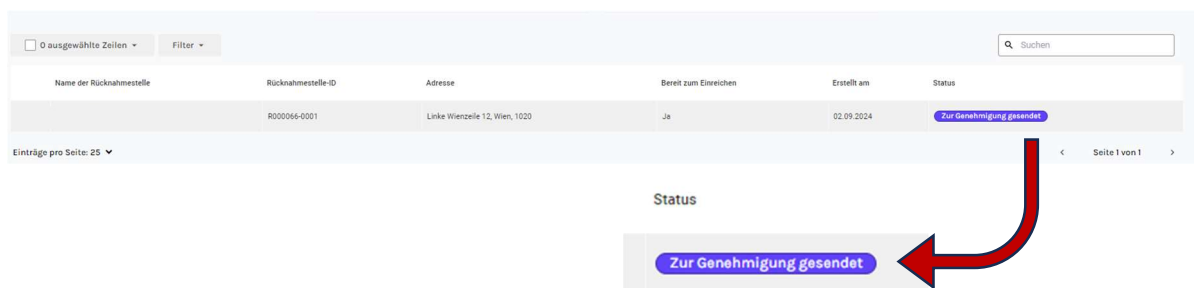 0 ausgewählte Zeilen Filter Suchen
Name der Rücknahmestelle Rücknahmestelle-ID Adresse Bereit zum Einreichen Erstellt am Status
R000066-0001 Linke Wienzeile 12, Wien, 1020 Ja 02.09.2024 Zur Genehmigung gesendet
Einträge pro Seite: 25 < Seite 1 von 1 >
Status
Zur Genehmigung gesendet